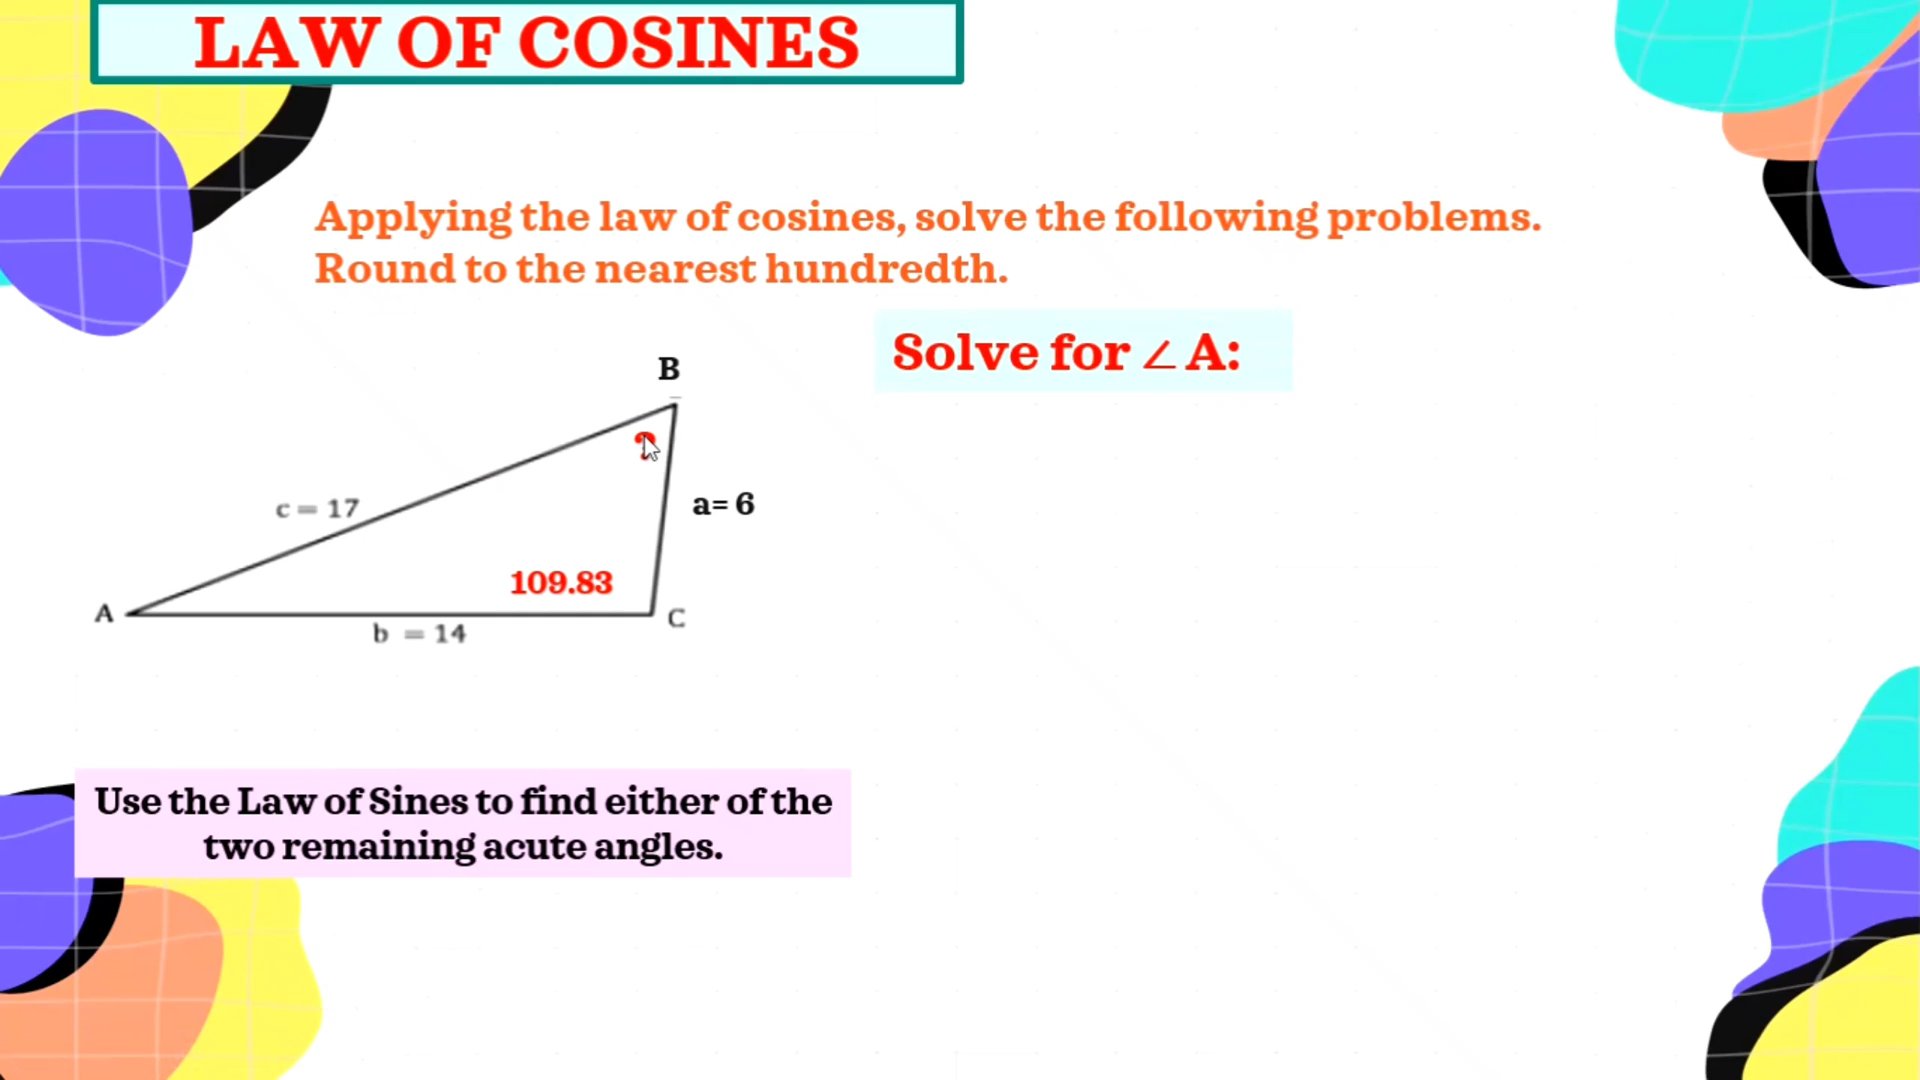 LAW OF COSINES
Applying the law of cosines, solve the following problems.
Round to the nearest hundredth.
Solve for ∠A:
B
?
c = 17
a= 6
109.83
A
C
b = 14
Use the Law of Sines to find either of the
two remaining acute angles.